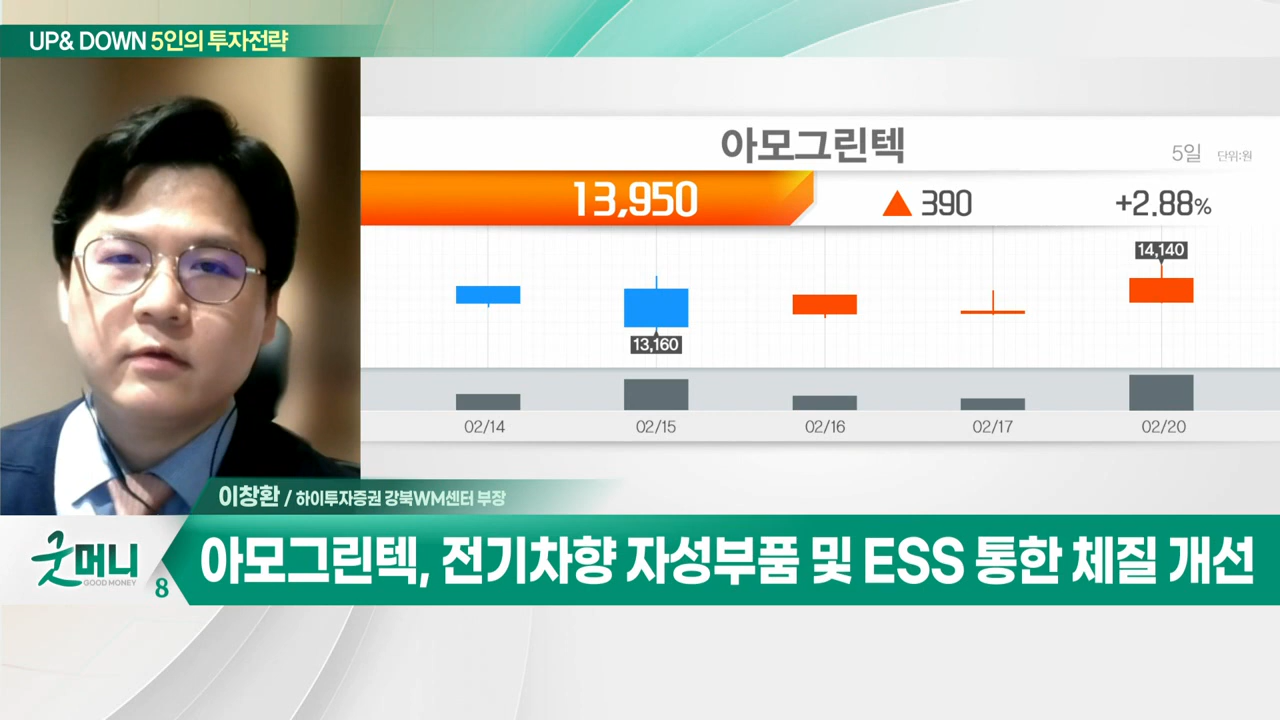 UP& DOWN 5인의 투자전략
아모그린텍
5일 단위:원
13,950 ▲ 390 +2.88%
14,140
13,160
02/14 02/15 02/16 02/17 02/20
이창환 / 하이투자증권 강북WM센터 부장
굿머니
GOOD MONEY
8
아모그린텍, 전기차향 자성부품 및 ESS 통한 체질 개선